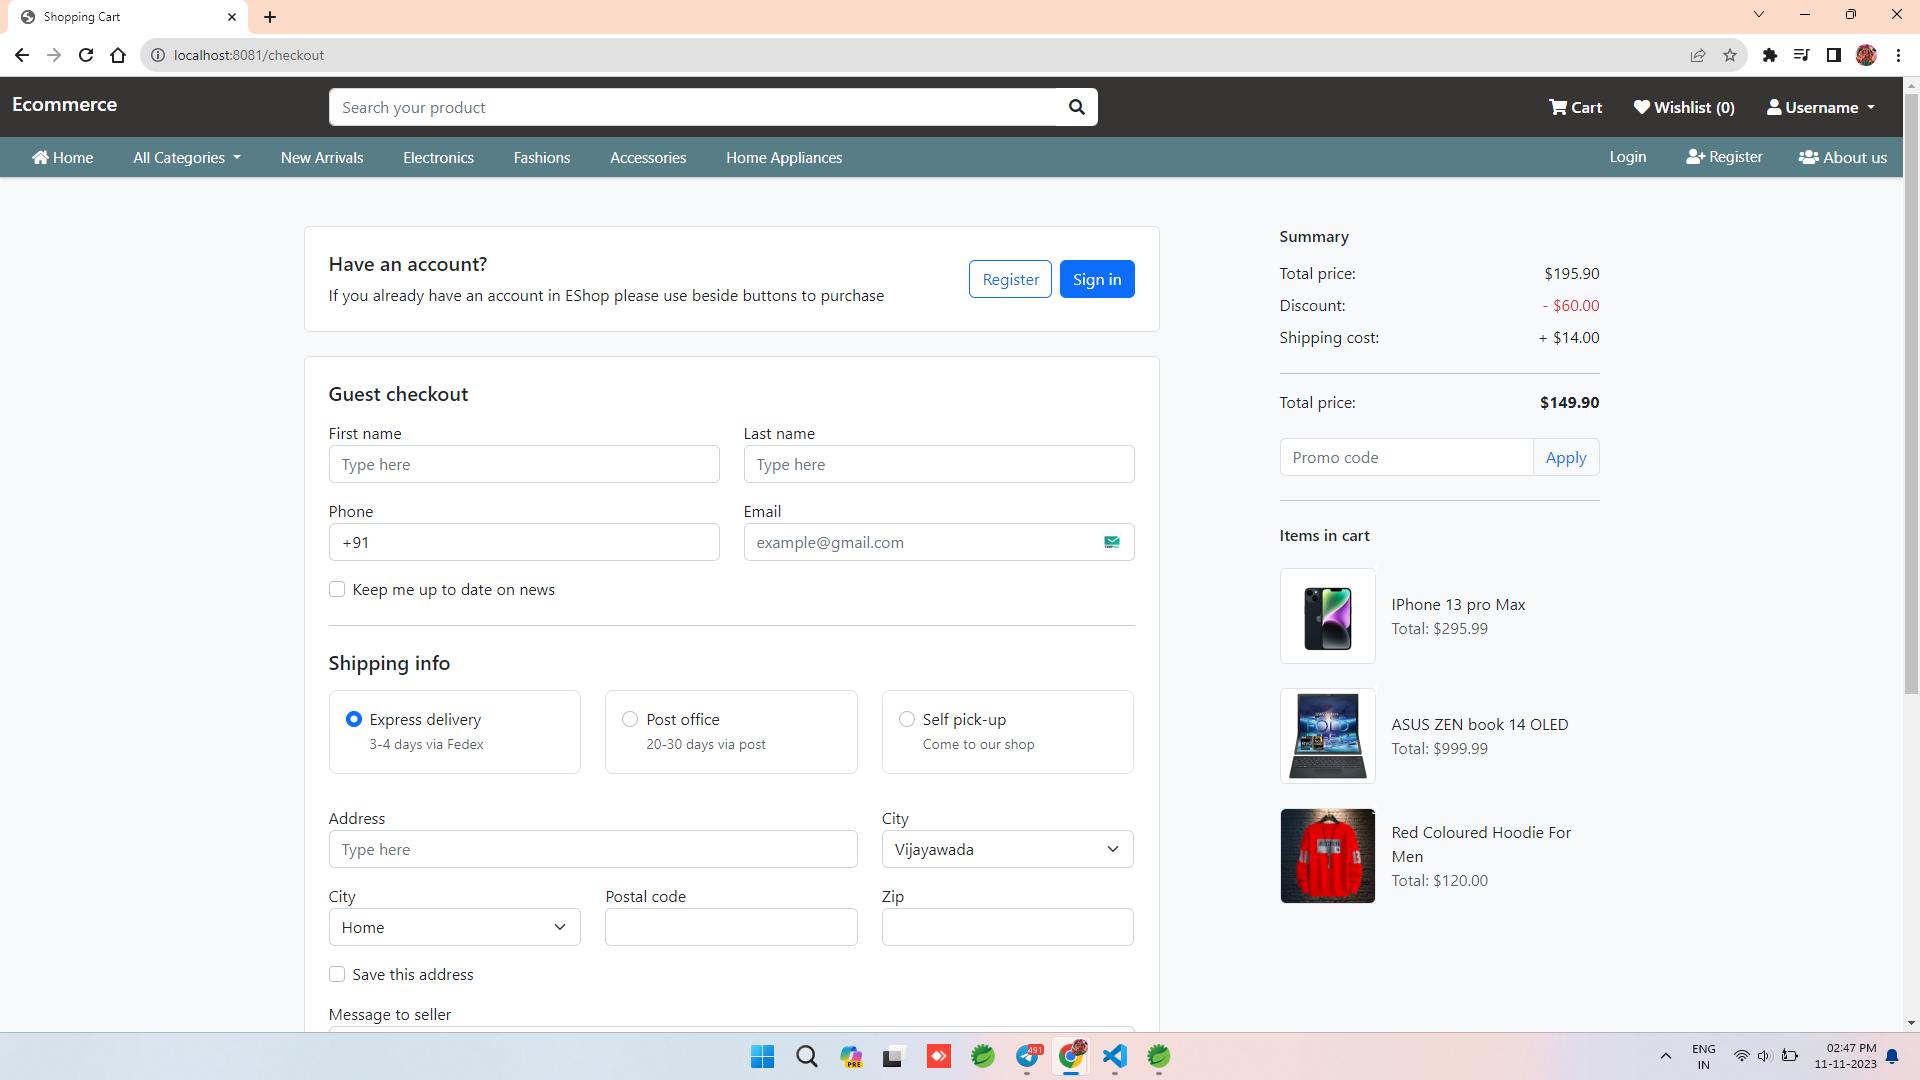 Shopping Cart
localhost:8081/checkout
Ecommerce
Search your product
Cart
Wishlist (0)
Username
Home
All Categories
New Arrivals
Electronics
Fashions
Accessories
Home Appliances
Login
Register
About us
Have an account?
If you already have an account in EShop please use beside buttons to purchase
Register
Sign in
Guest checkout
First name
Last name
Type here
Type here
Phone
Email
+91
example@gmail.com
Keep me up to date on news
Shipping info
Express delivery
3-4 days via Fedex
Post office
20-30 days via post
Self pick-up
Come to our shop
Address
City
Type here
Vijayawada
City
Postal code
Zip
Home
Save this address
Message to seller
Summary
Total price: $195.90
Discount: - $60.00
Shipping cost: + $14.00
Total price: $149.90
Promo code
Apply
Items in cart
IPhone 13 pro Max
Total: $295.99
ASUS ZEN book 14 OLED
Total: $999.99
Red Coloured Hoodie For
Men
Total: $120.00
PRE
491
ENG
IN
02:47 PM
11-11-2023